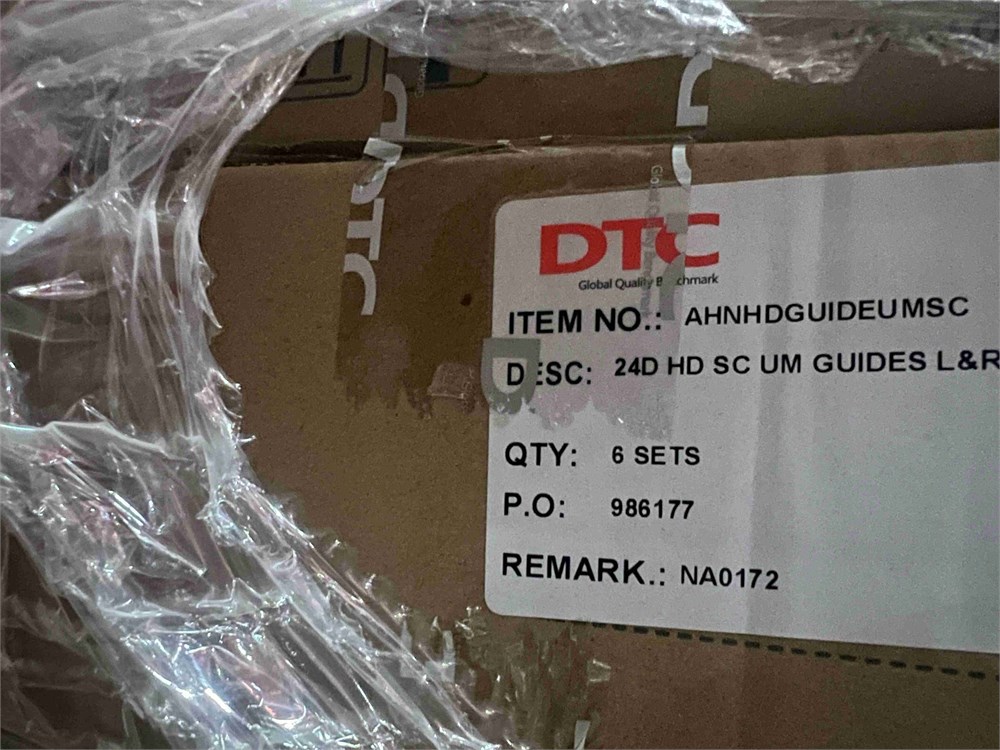 DTC
DTC
Global Quality Benchmark
ITEM NO.: AHNHDGUIDEUMSC
DESC: 24D HD SC UM GUIDES L&R
QTY: 6 SETS
P.O: 986177
REMARK.: NA0172